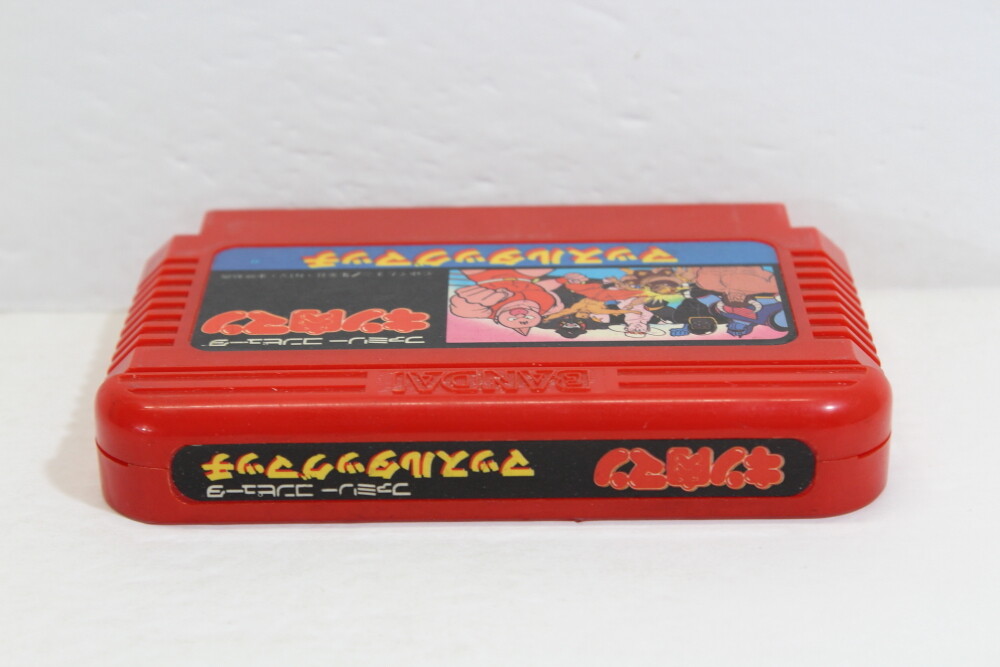 マッスルタッグマッチ
キン肉マン
ファミリー コンピュータ
BANDAI
キン肉マン
マッスルタッグマッチ
ファミリー コンピュータ